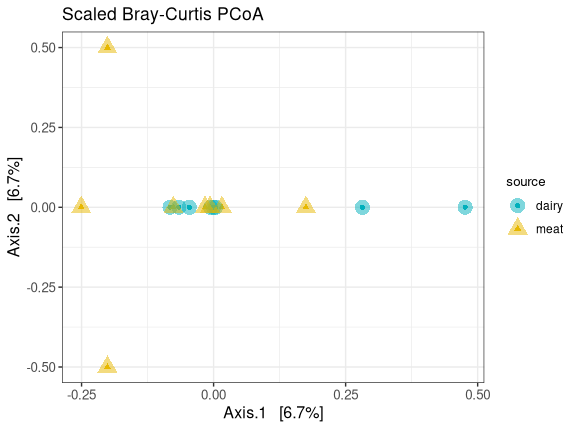 Scaled Bray-Curtis PCoA
0.50
0.25
0.00
-0.25
-0.50
Axis.2 [6.7%]
-0.25 0.00 0.25 0.50
Axis.1 [6.7%]
source
dairy
meat